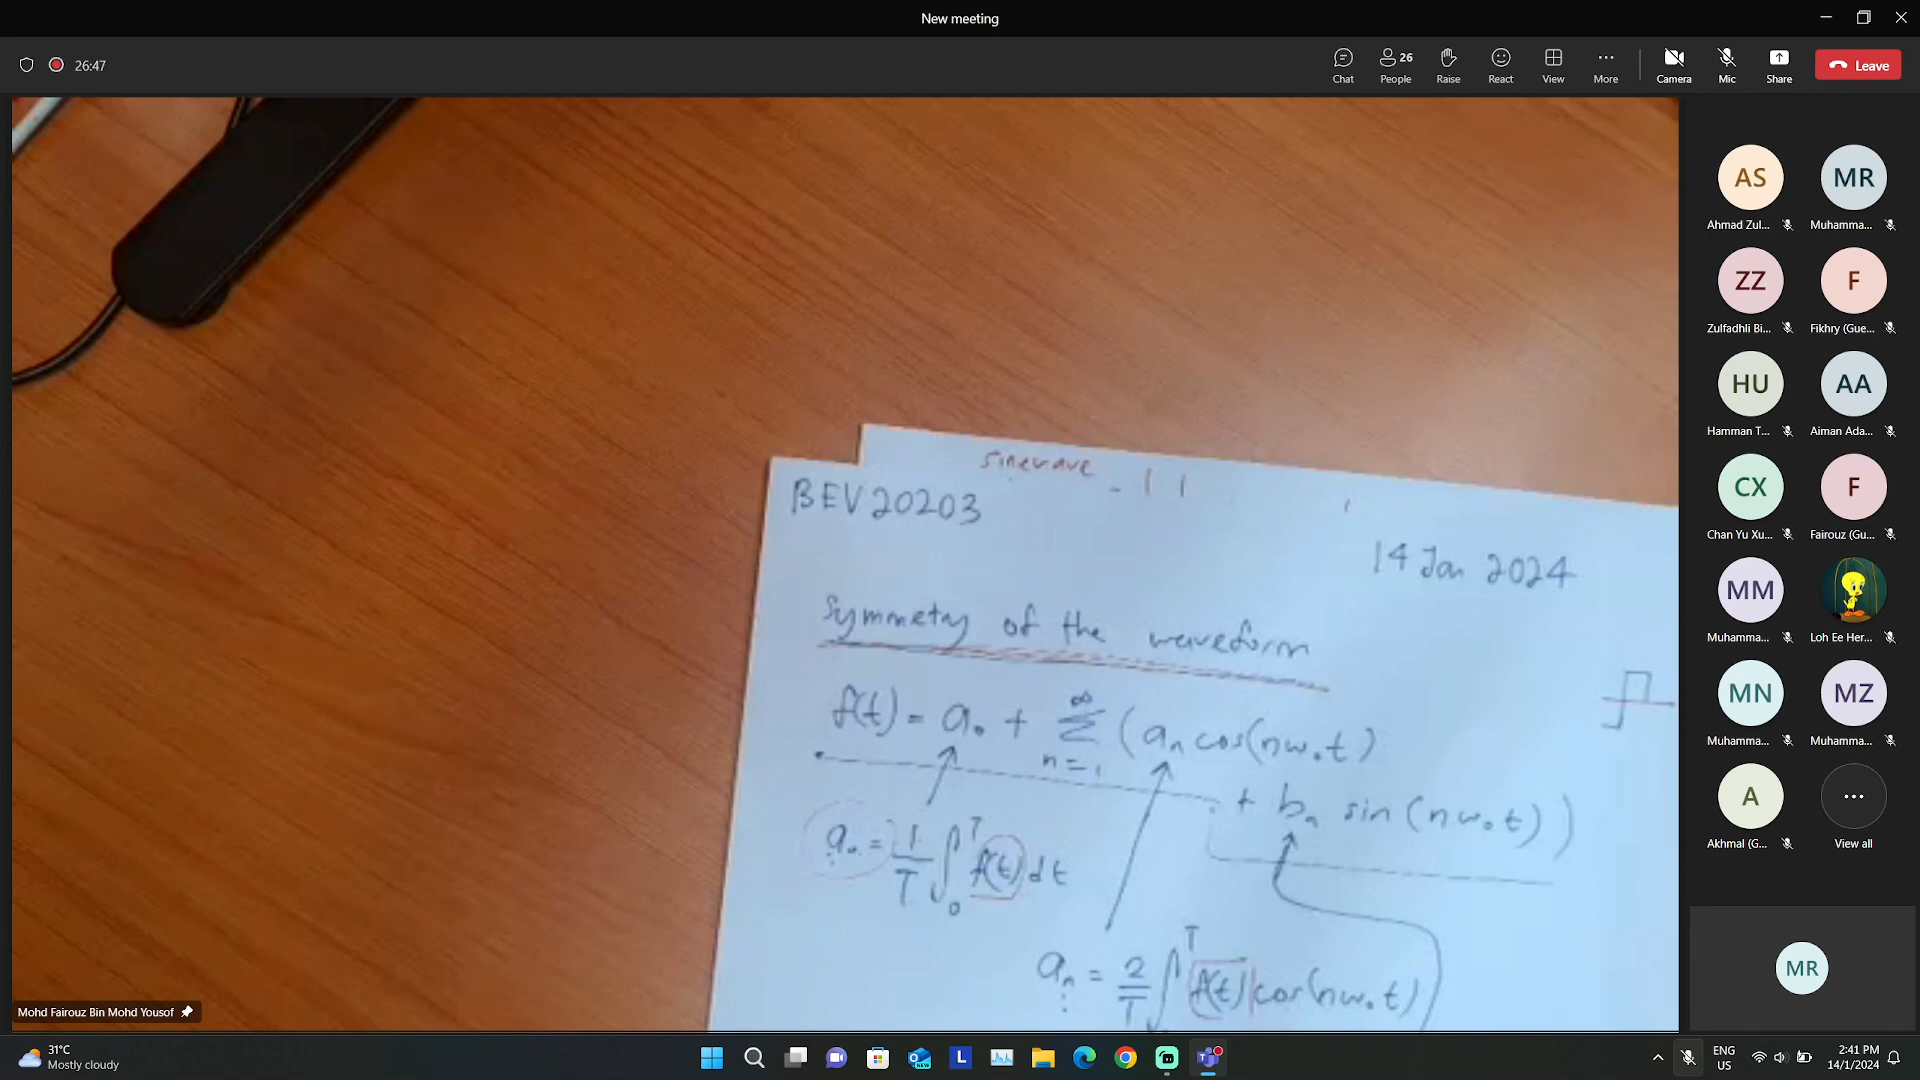 New meeting
26:47
Chat
26
People
Raise
React
View
More
Camera
Mic
Share
Leave
sinewave
BEV 20203
14 Jan 2024
Symmetry of the waveform
f(t) = a₀ + ∞ Σ n=1 (aₙ cos(nω₀t)
+ bₙ sin(nω₀t))
a₀ = 1/T ∫₀ᵀ f(t) dt
aₙ = 2/T ∫ᵀ f(t) cos(nω₀t)
Mohd Fairouz Bin Mohd Yousof
AS
Ahmad Zul...
MR
Muhamma...
ZZ
Zulfadhli Bi...
F
Fikhry (Gue...
HU
Hamman T...
AA
Aiman Ada...
CX
Chan Yu Xu...
F
Fairouz (Gu...
MM
Muhamma...
Loh Ee Her...
MN
Muhamma...
MZ
Muhamma...
A
Akhmal (G...
View all
MR
31°C
Mostly cloudy
NEW
L
ENG
US
2:41 PM
14/1/2024